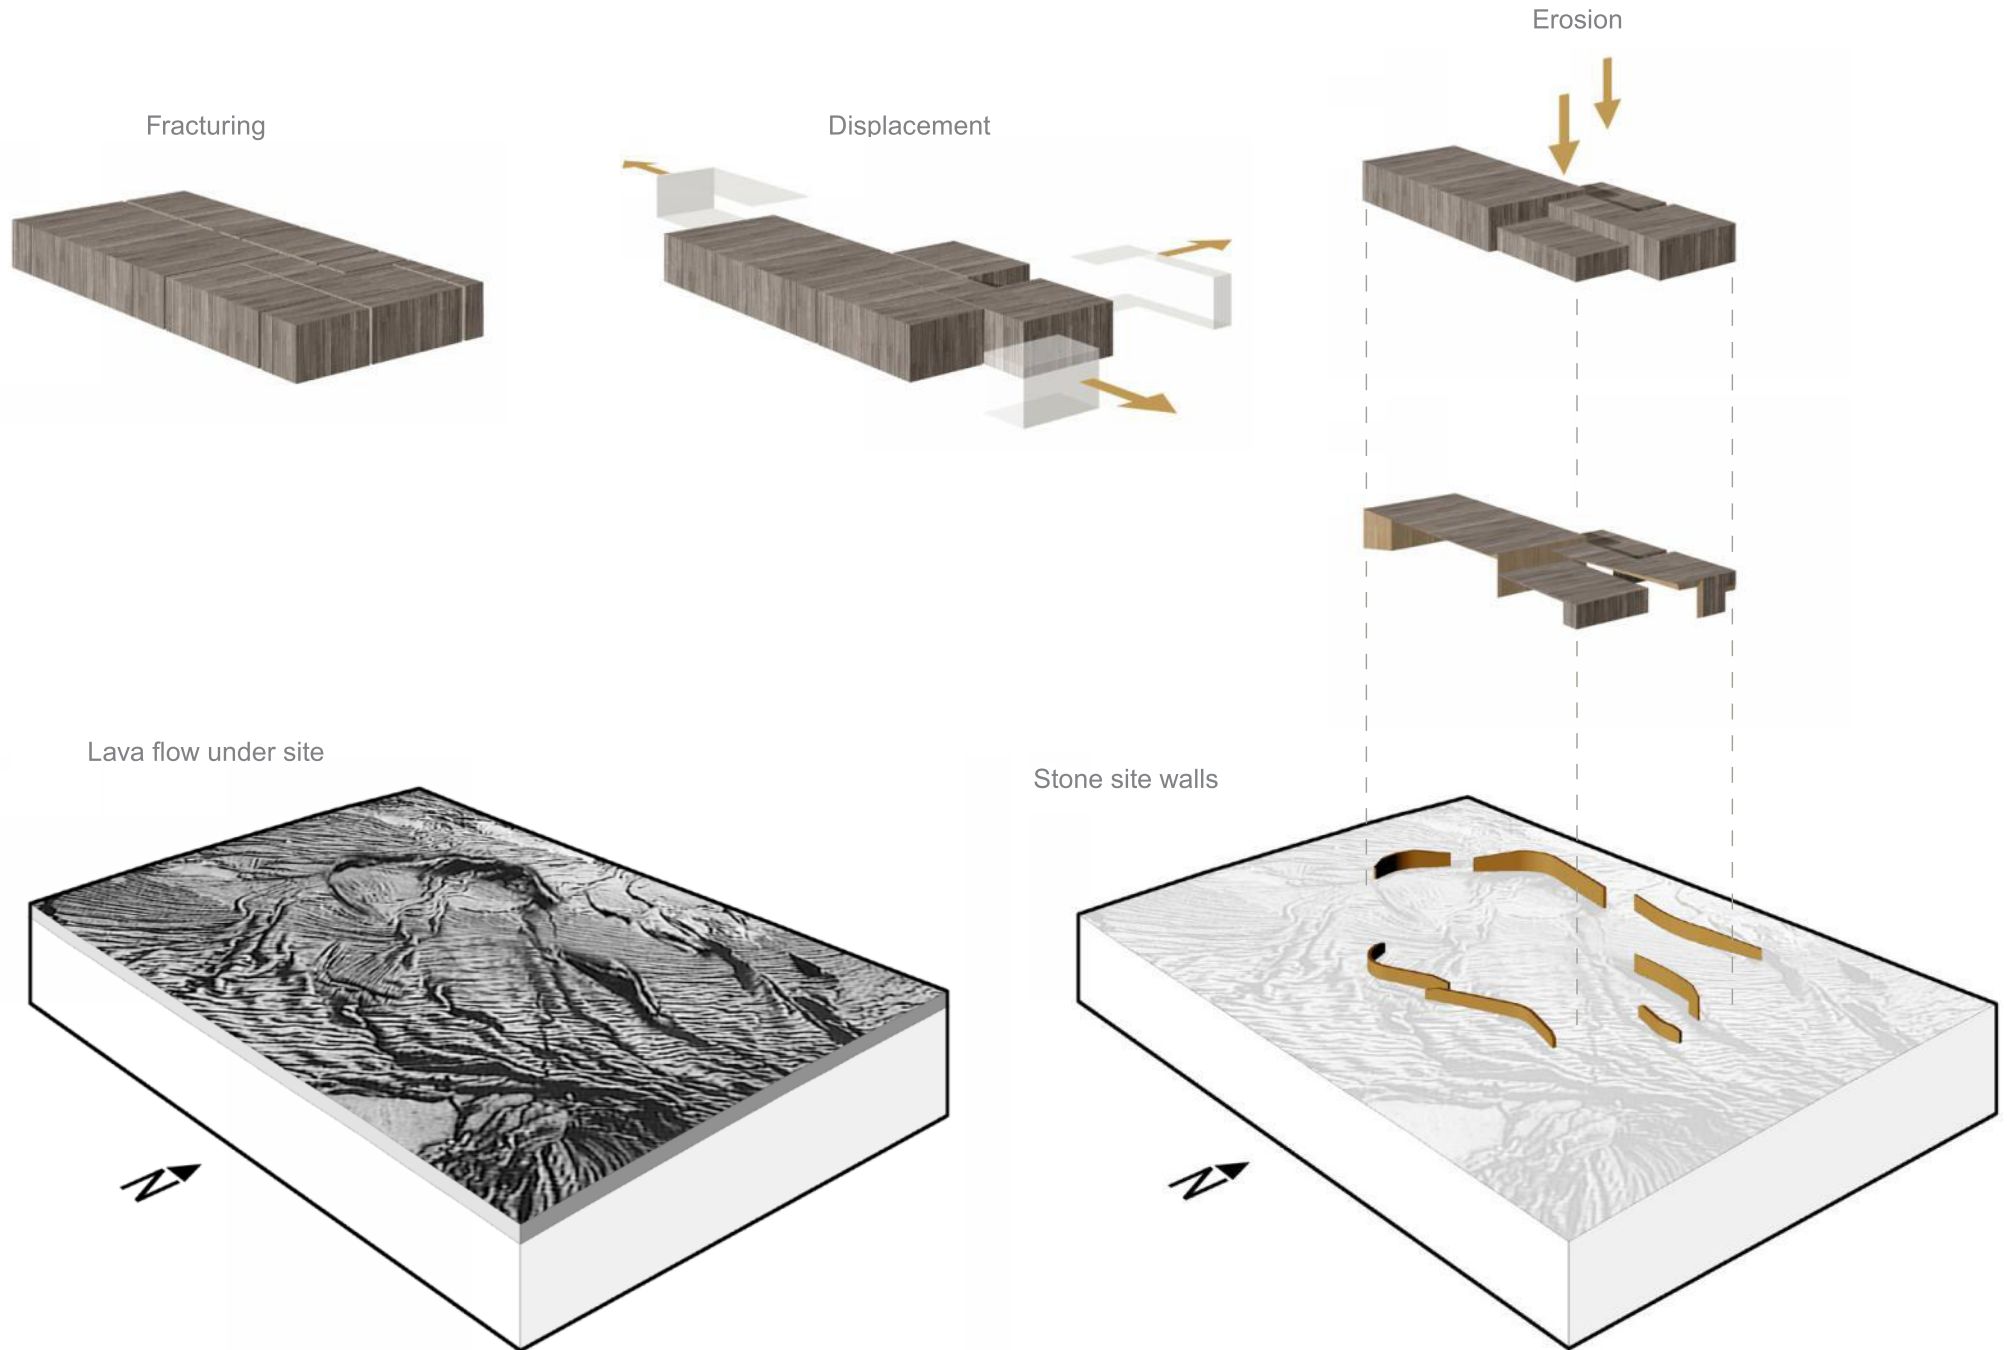 Erosion
Fracturing
Displacement
Lava flow under site
Stone site walls
N
N